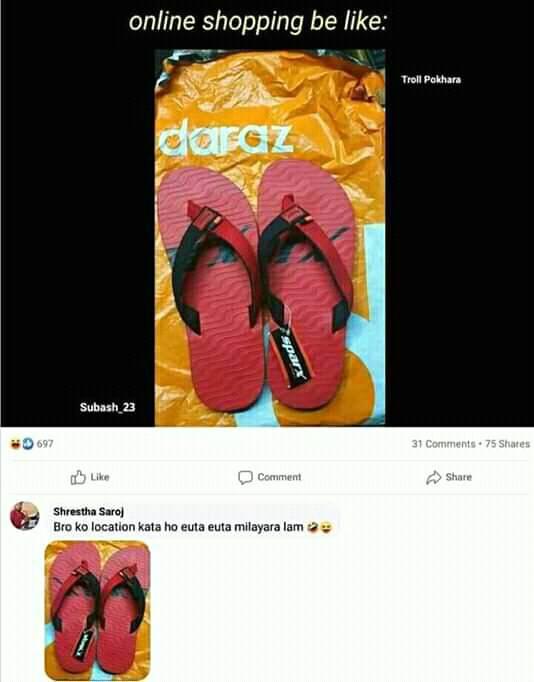 online shopping be like:
Troll Pokhara
daraz
sparx
Subash_23
697
31 Comments • 75 Shares
Like
Comment
Share
Shrestha Saroj
Bro ko location kata ho euta euta milayara lam 🤣😆
sparx